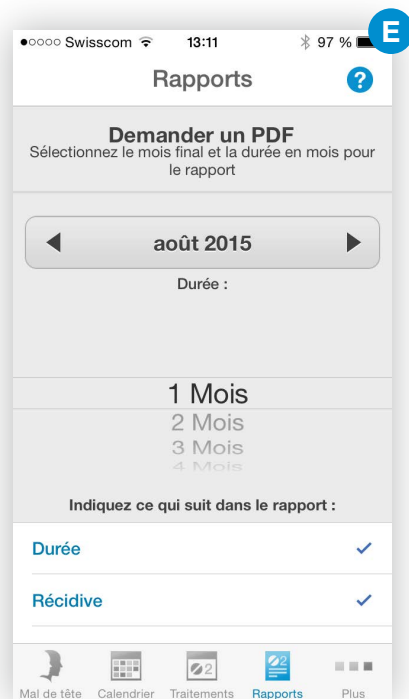 E
●○○○○ Swisscom 13:11 97 %
Rapports ?
Demander un PDF
Sélectionnez le mois final et la durée en mois pour
le rapport
août 2015
Durée :
1 Mois
2 Mois
3 Mois
4 Mois
Indiquez ce qui suit dans le rapport :
Durée
Récidive
Mal de tête Calendrier Traitements Rapports Plus